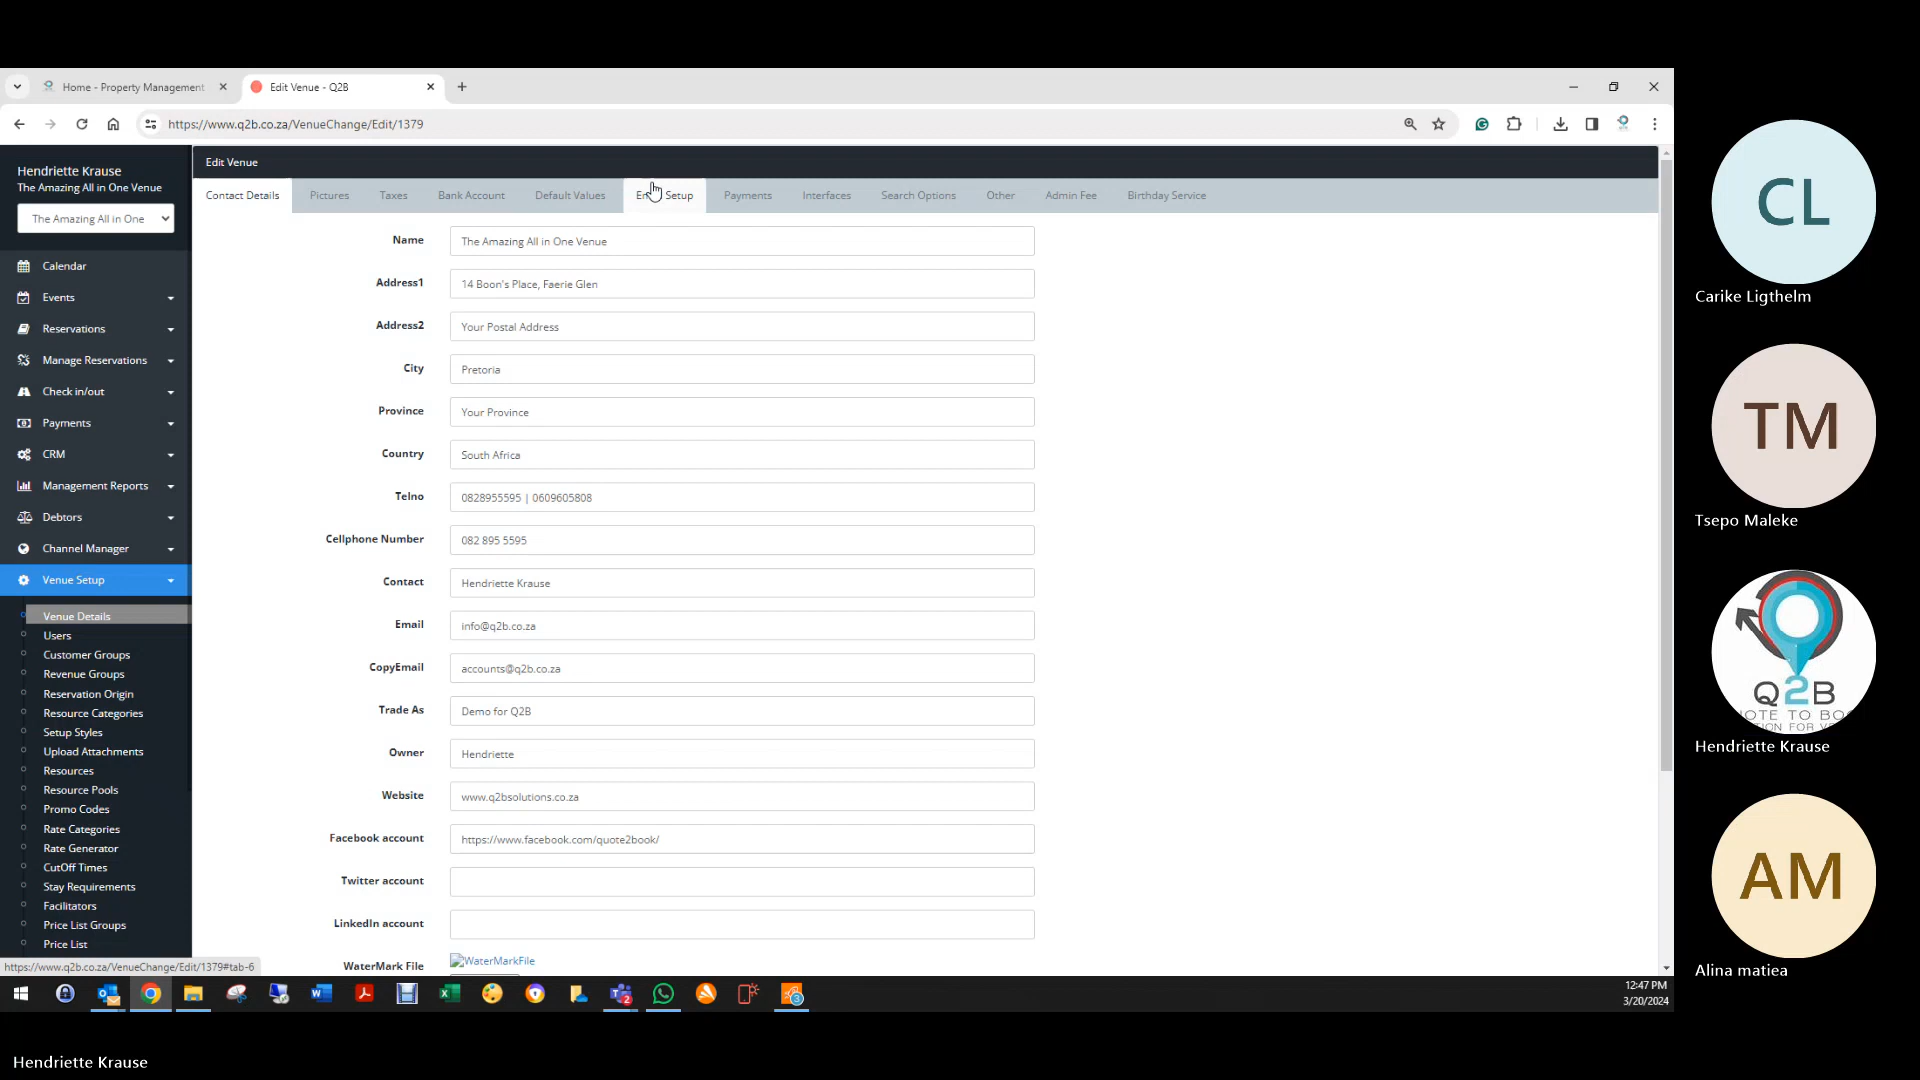 Home - Property Management
Edit Venue - Q2B
https://www.q2b.co.za/VenueChange/Edit/1379
Hendriette Krause
The Amazing All in One Venue
The Amazing All in One
Calendar
Events
Reservations
Manage Reservations
Check in/out
Payments
CRM
Management Reports
Debtors
Channel Manager
Venue Setup
Venue Details
Users
Customer Groups
Revenue Groups
Reservation Origin
Resource Categories
Setup Styles
Upload Attachments
Resources
Resource Pools
Promo Codes
Rate Categories
Rate Generator
CutOff Times
Stay Requirements
Facilitators
Price List Groups
Price List
https://www.q2b.co.za/VenueChange/Edit/1379#tab-6
Edit Venue
Contact Details Pictures Taxes Bank Account Default Values Setup Payments Interfaces Search Options Other Admin Fee Birthday Service
Name The Amazing All in One Venue
Address1 14 Boon's Place, Faerie Glen
Address2 Your Postal Address
City Pretoria
Province Your Province
Country South Africa
Telno 0828955595 | 0609605808
Cellphone Number 082 895 5595
Contact Hendriette Krause
Email info@q2b.co.za
CopyEmail accounts@q2b.co.za
Trade As Demo for Q2B
Owner Hendriette
Website www.q2bsolutions.co.za
Facebook account https://www.facebook.com/quote2book/
Twitter account
LinkedIn account
WaterMark File WaterMarkFile
12:47 PM
3/20/2024
CL
Carike Ligthelm
TM
Tsepo Maleke
Q2B
Hendriette Krause
AM
Alina matiea
Hendriette Krause